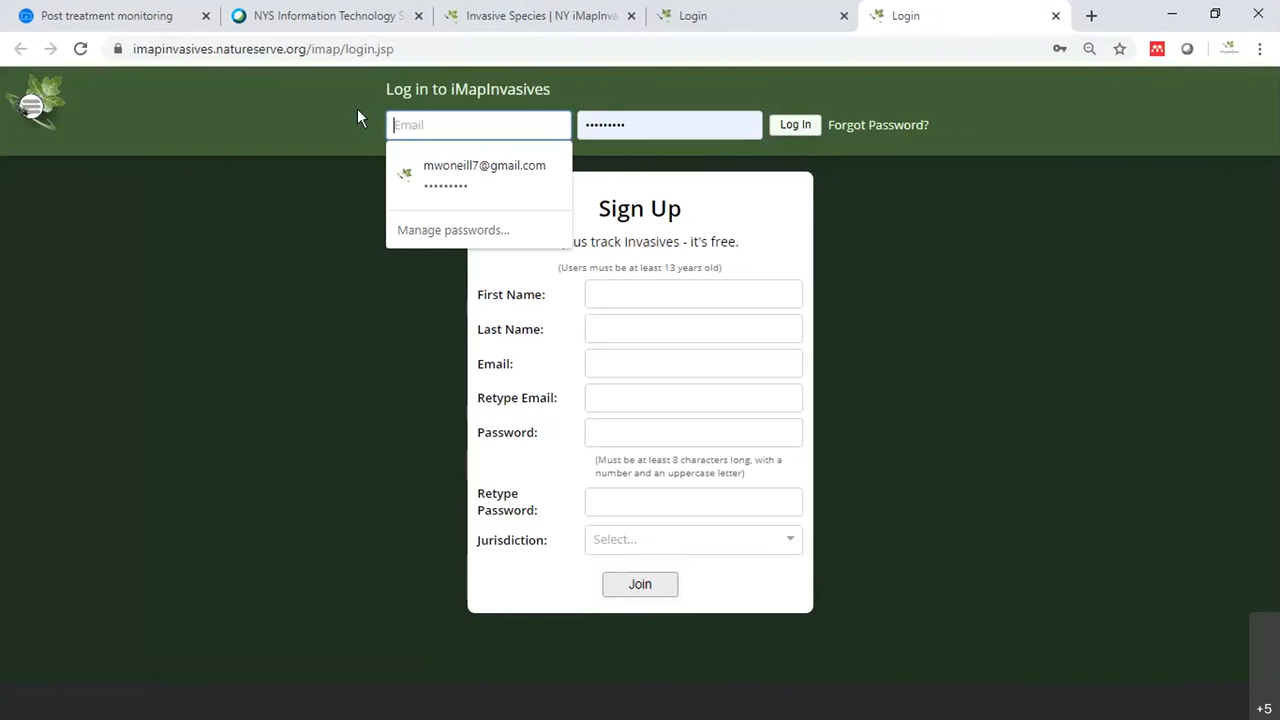 Post treatment monitoring
NYS Information Technology S
Invasive Species | NY iMapInva
Login
Login
imapinvasives.natureserve.org/imap/login.jsp
Log in to iMapInvasives
Email
•••••••••
Log In
Forgot Password?
mwoneill7@gmail.com
•••••••••
Manage passwords...
Sign Up
us track Invasives - it's free.
(Users must be at least 13 years old)
First Name:
Last Name:
Email:
Retype Email:
Password:
(Must be at least 8 characters long, with a
number and an uppercase letter)
Retype
Password:
Jurisdiction:
Select...
Join
+5